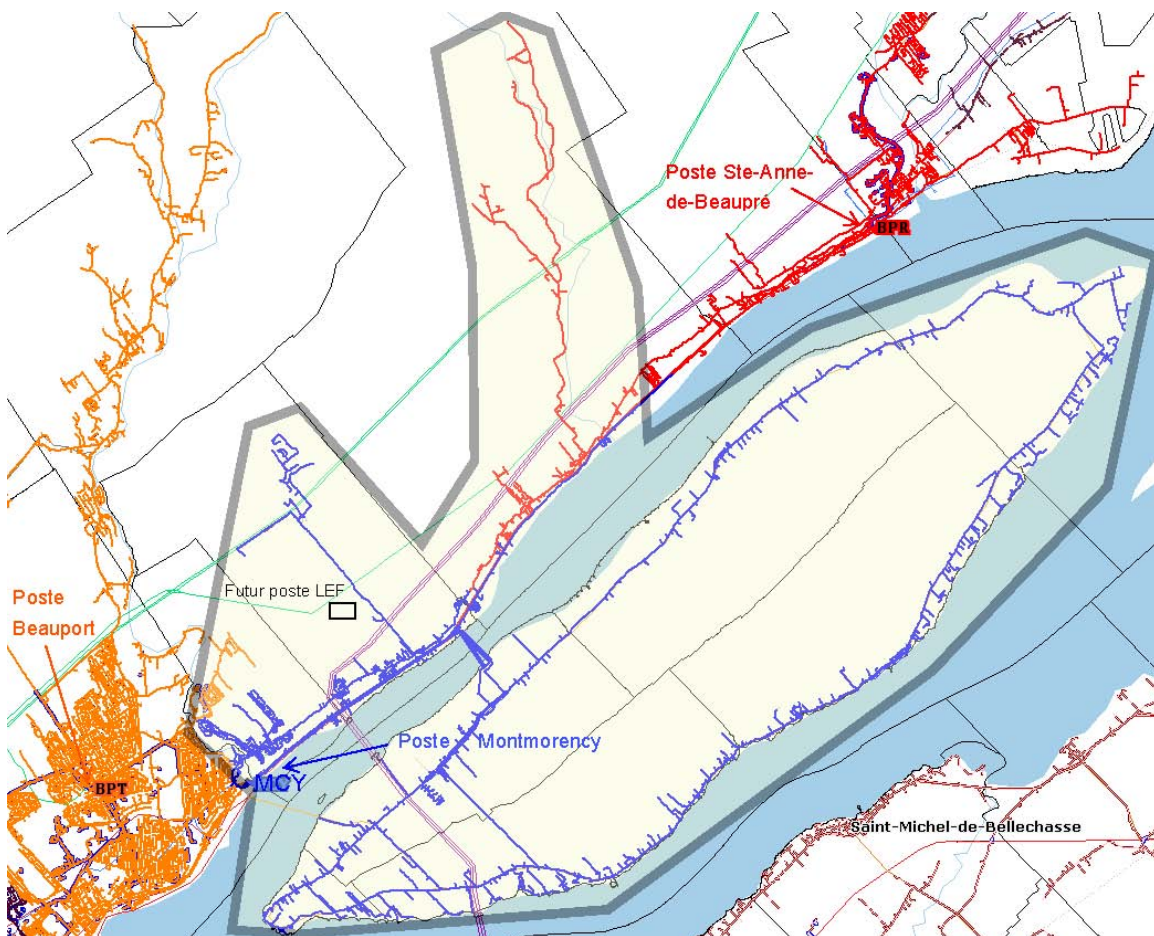 Poste Ste-Anne-
de-Beaupré
BPR
Futur poste LEF
Poste
Beauport
Poste Montmorency
MCY
BPT
Saint-Michel-de-Bellechasse